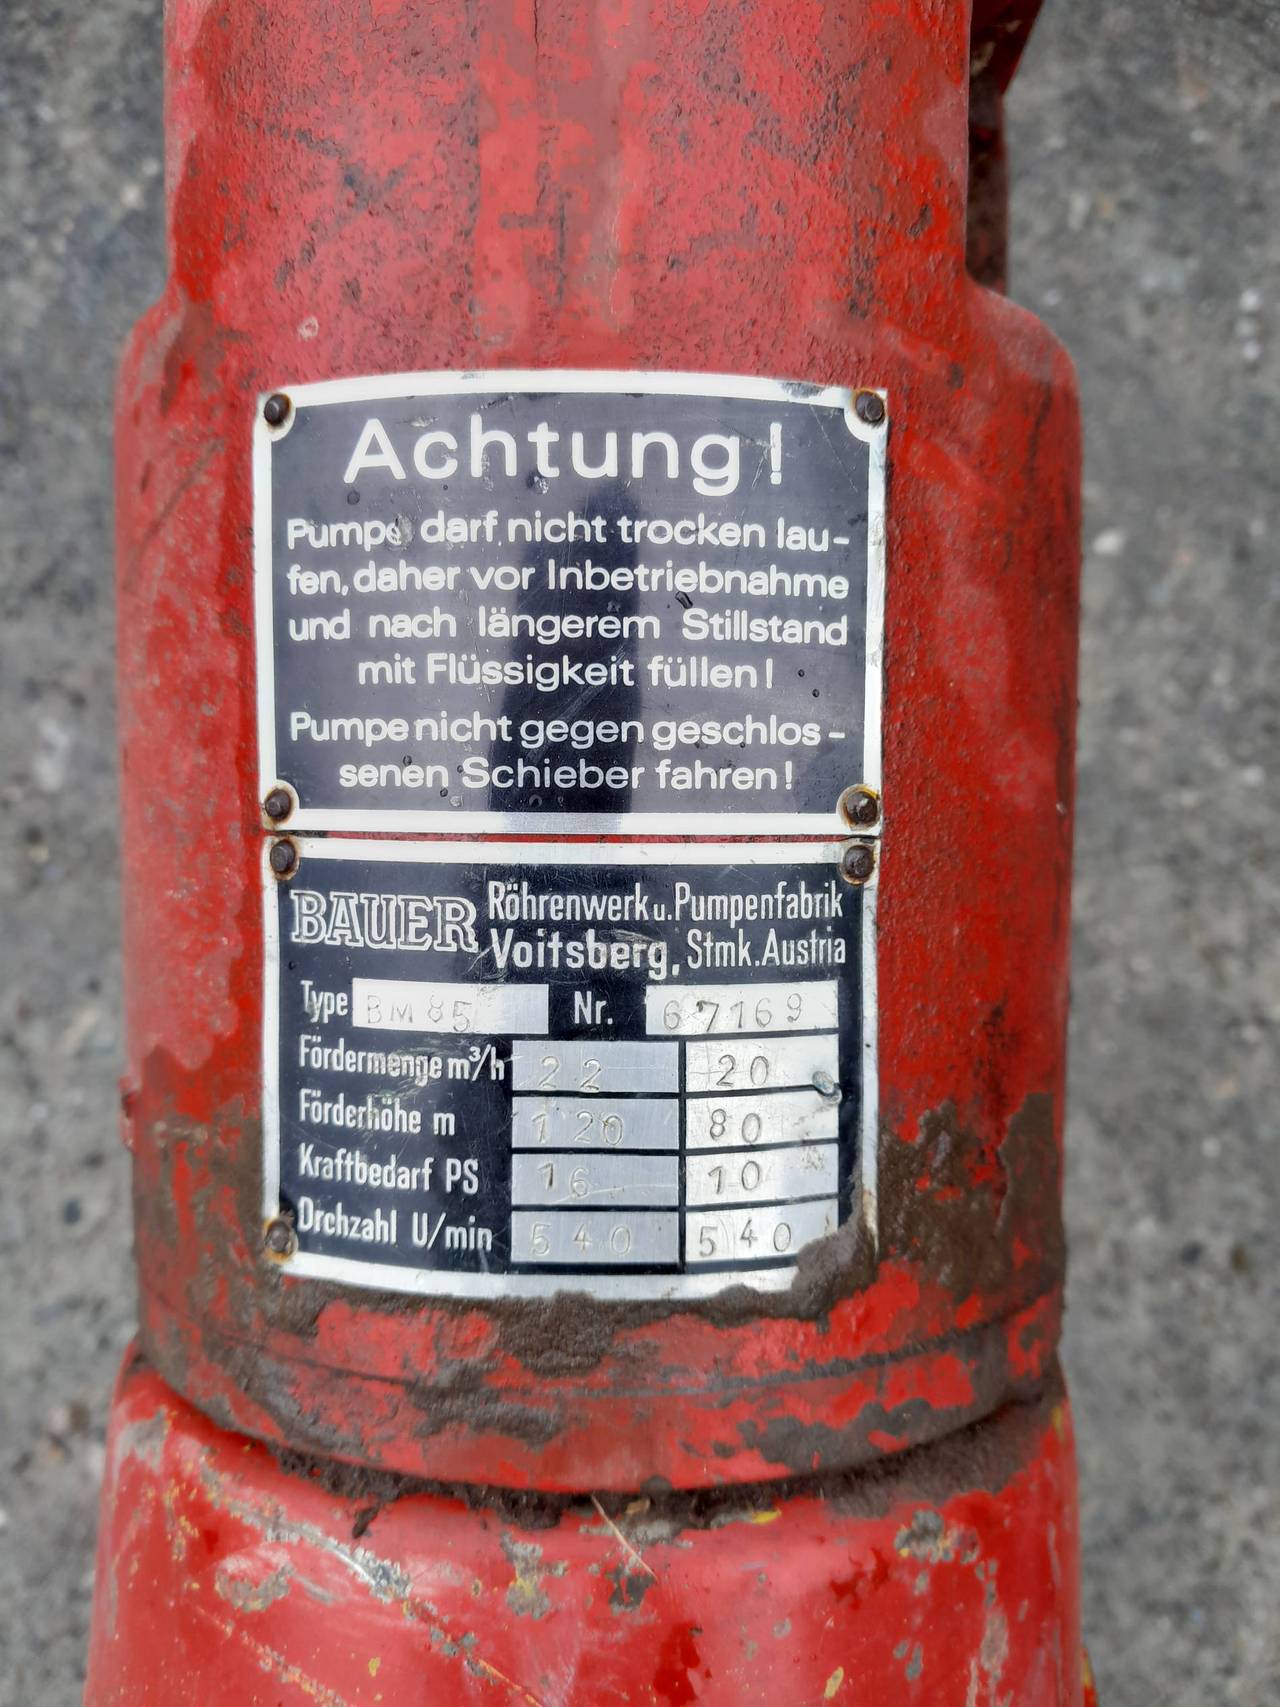 Achtung!
Pumpe darf nicht trocken lau-
fen, daher vor Inbetriebnahme
und nach längerem Stillstand
mit Flüssigkeit füllen!
Pumpe nicht gegen geschlos-
senen Schieber fahren!
BAUER Röhrenwerk u. Pumpenfabrik
Voitsberg, Stmk. Austria
Type BM 85 Nr. 67169
Fördermenge m³/h 22 20
Förderhöhe m 120 80
Kraftbedarf PS 16 10
Drehzahl U/min 540 540